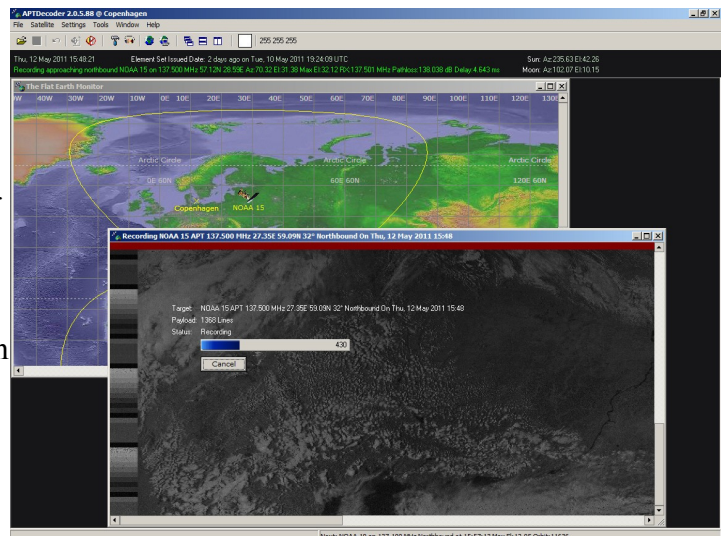 APTDecoder 2.0.5.88 @ Copenhagen
File Satellite Settings Tools Window Help
255 255 255
Thu, 12 May 2011 15:48:21 Element Set Issued Date: 2 days ago on Tue, 10 May 2011 19:24:09 UTC Sun: Az:235.63 El:42.26
Recording approaching northbound NOAA 15 on 137.500 MHz 57.12N 28.59E Az:70.32 El:31.38 Max El:32.12 RX:137.501 MHz Pathloss:138.038 dB Delay 4.643 ms Moon: Az:102.07 El:10.15
The Flat Earth Monitor
W 40W 30W 20W 10W 0E 10E 20E 30E 40E 50E 60E 70E 80E 90E 100E 110E 120E 130E
Arctic Circle Arctic Circle Arctic Circle
0E 60N 60E 60N 120E 60N
Copenhagen NOAA 15
Recording NOAA 15 APT 137.500 MHz 27.35E 59.09N 32° Northbound On Thu, 12 May 2011 15:48
Target: NOAA 15 APT 137.500 MHz 27.35E 59.09N 32° Northbound On Thu, 12 May 2011 15:48
Payload: 1368 Lines
Status: Recording
430
Cancel